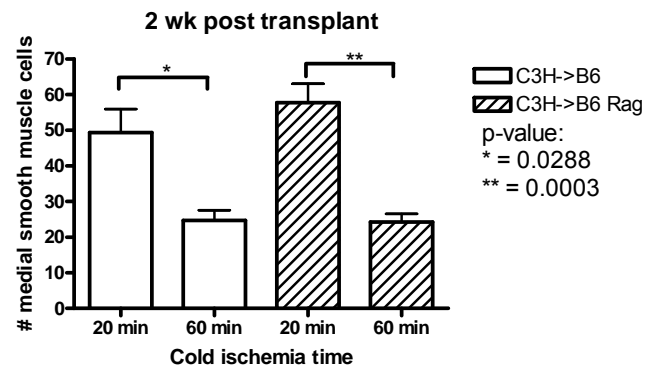 2 wk post transplant
# medial smooth muscle cells
70
60
50
40
30
20
10
0
*
**
20 min 60 min 20 min 60 min
Cold ischemia time
C3H->B6
C3H->B6 Rag
p-value:
* = 0.0288
** = 0.0003